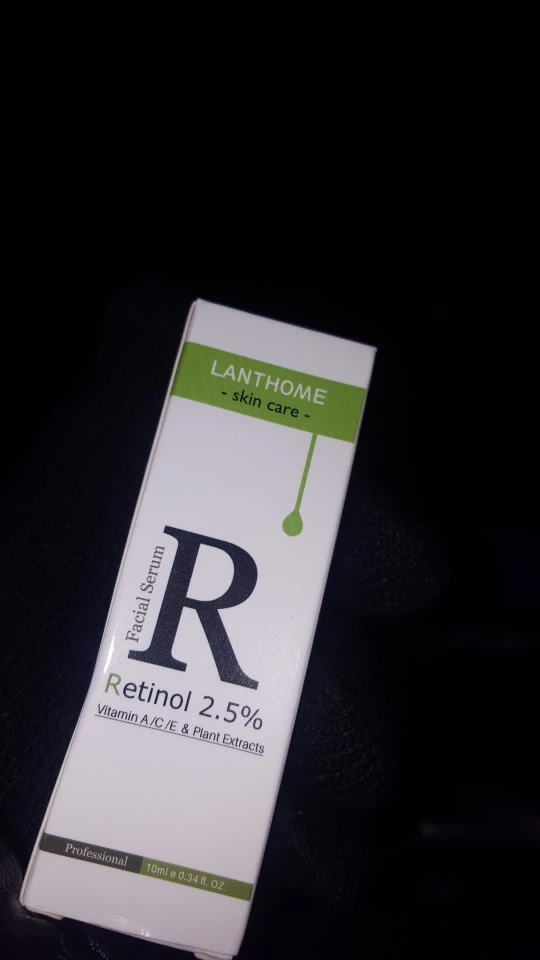 LANTHOME
- skin care -
Facial Serum
R
Retinol 2.5%
Vitamin A/C/E & Plant Extracts
Professional
10ml e 0.34 fl. OZ